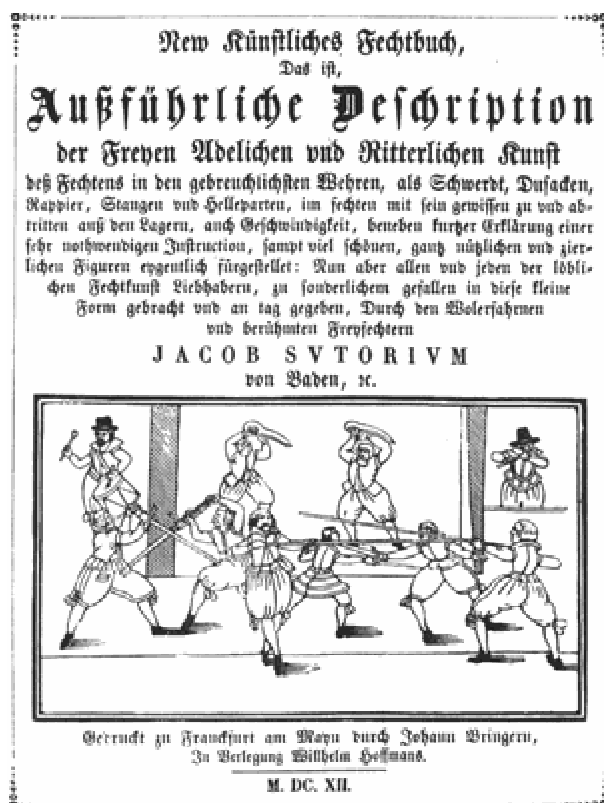 New Künſtliches Fechtbuch,
Das iſt,
Außführliche Deſchription
der Freyen Adelichen vnd Ritterlichen Kunſt
deß Fechtens in den gebreuchlichſten Wehren, als Schwerdt, Duſacken,
Rappier, Stangen vnd Helleparten, im fechten mit ſein gewiſſen zu vnd ab-
tritten auß den Lagern, auch Geſchwindigkeit, beneben kurtzer Erklärung einer
ſehr nothwendigen Inſtruction, ſampt viel ſchönen, gantz nützlichen vnd zier-
lichen Figuren eygentlich fürgeſtellet: Nun aber allen vnd jeden der löbli-
chen Fechtkunſt Liebhabern, zu ſonderlichem gefallen in dieſe kleine
Form gebracht vnd an tag gegeben, Durch den Wolerfahrnen
vnd berühmten Freyfechtern
JACOB SVTORIVM
von Baden, ꝛc.
Gedruckt zu Franckfurt am Mayn durch Johann Bringern,
In Verlegung Willhelm Hoffmans.
M. DC. XII.